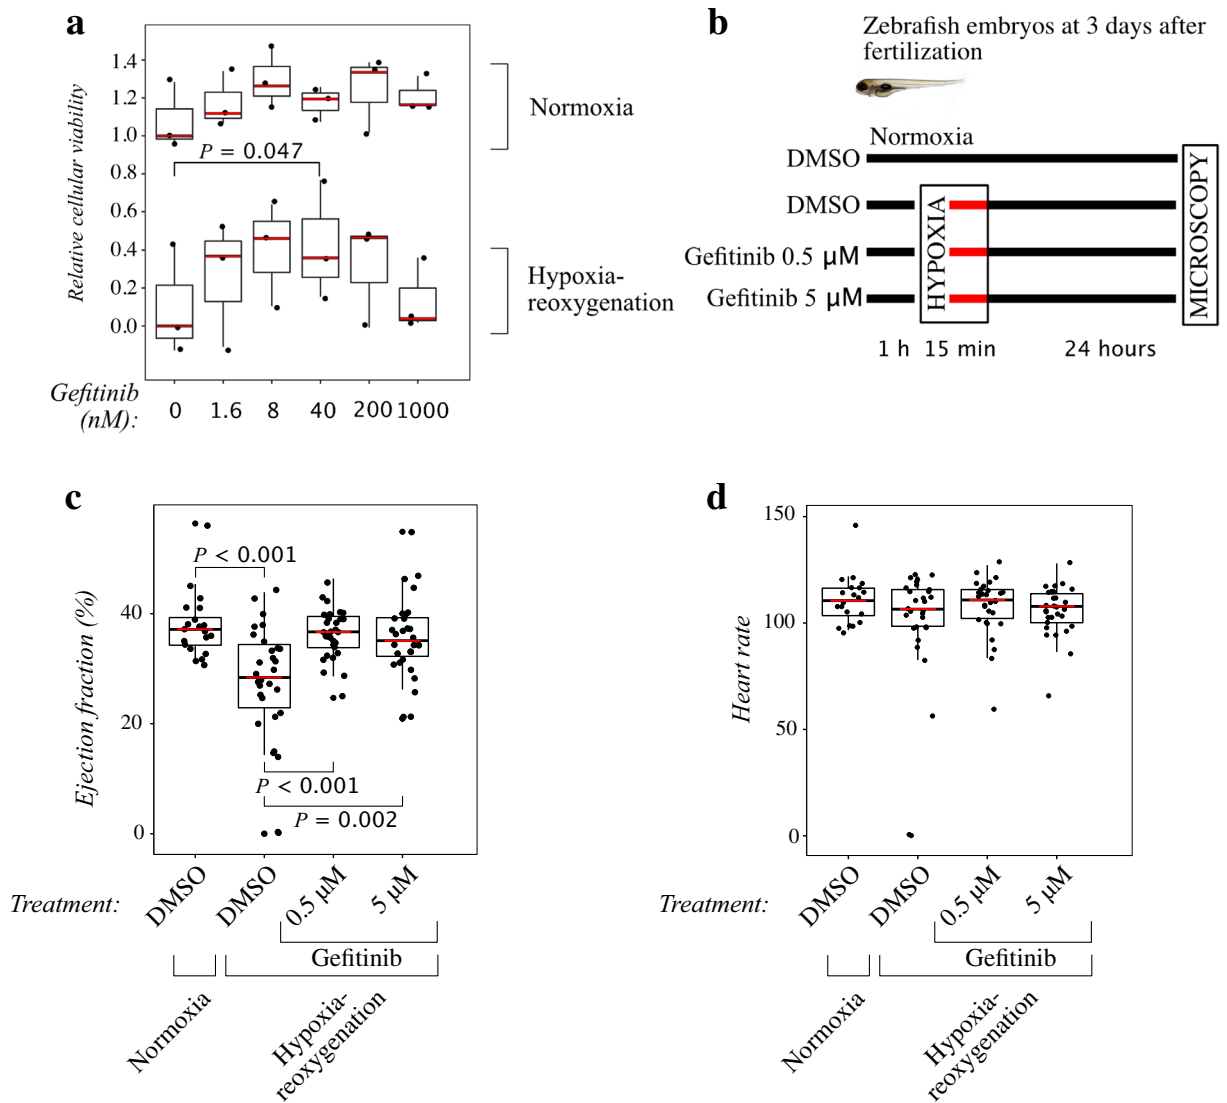 a
Relative cellular viability
1.4
1.2
1.0
0.8
0.6
0.4
0.2
0.0
P = 0.047
Normoxia
Hypoxia-
reoxygenation
Gefitinib
(nM):
0 1.6 8 40 200 1000
b
Zebrafish embryos at 3 days after
fertilization
Normoxia
DMSO
DMSO
Gefitinib 0.5 µM
Gefitinib 5 µM
HYPOXIA
MICROSCOPY
1 h 15 min 24 hours
c
Ejection fraction (%)
40
20
0
P < 0.001
P < 0.001
P = 0.002
Treatment:
DMSO
DMSO
0.5 µM
5 µM
Gefitinib
Normoxia
Hypoxia-
reoxygenation
d
Heart rate
150
100
50
0
Treatment:
DMSO
DMSO
0.5 µM
5 µM
Gefitinib
Normoxia
Hypoxia-
reoxygenation